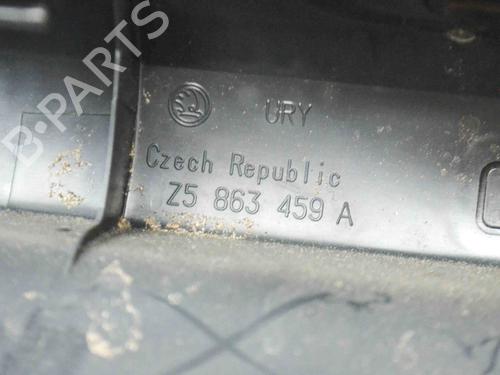 B-PARTS
URY
Czech Republic
Z5 863 459 A